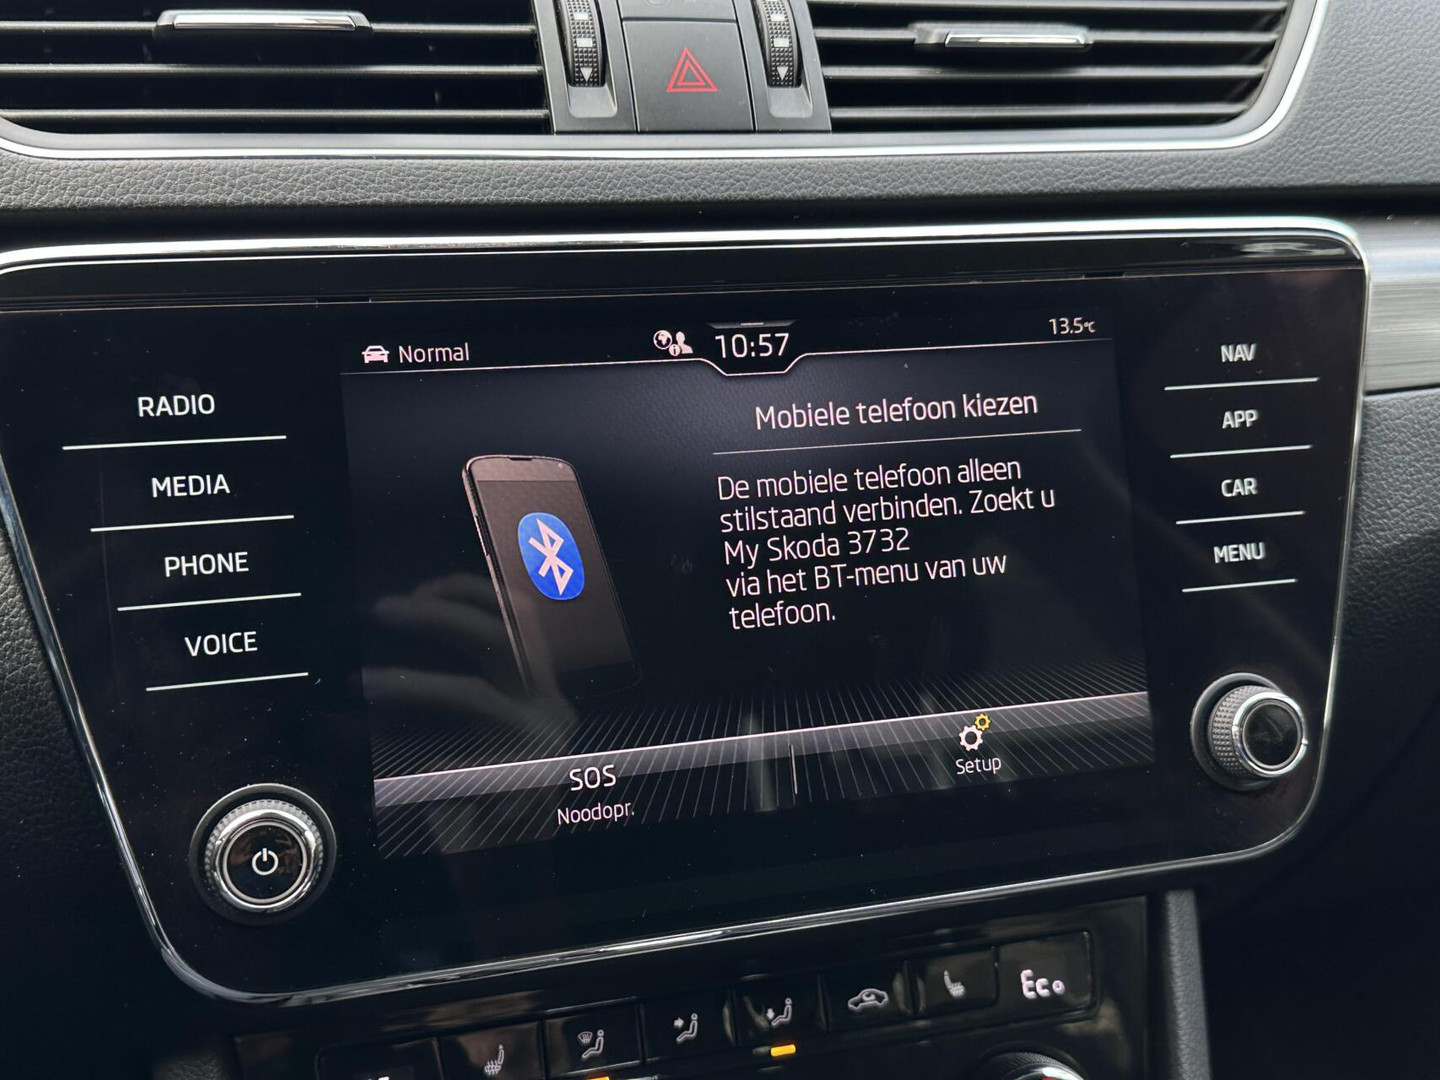 Normal
10:57
13.5°C
RADIO
MEDIA
PHONE
VOICE
Mobiele telefoon kiezen
De mobiele telefoon alleen
stilstaand verbinden. Zoekt u
My Skoda 3732
via het BT-menu van uw
telefoon.
SOS
Noodopr.
Setup
NAV
APP
CAR
MENU
Eco